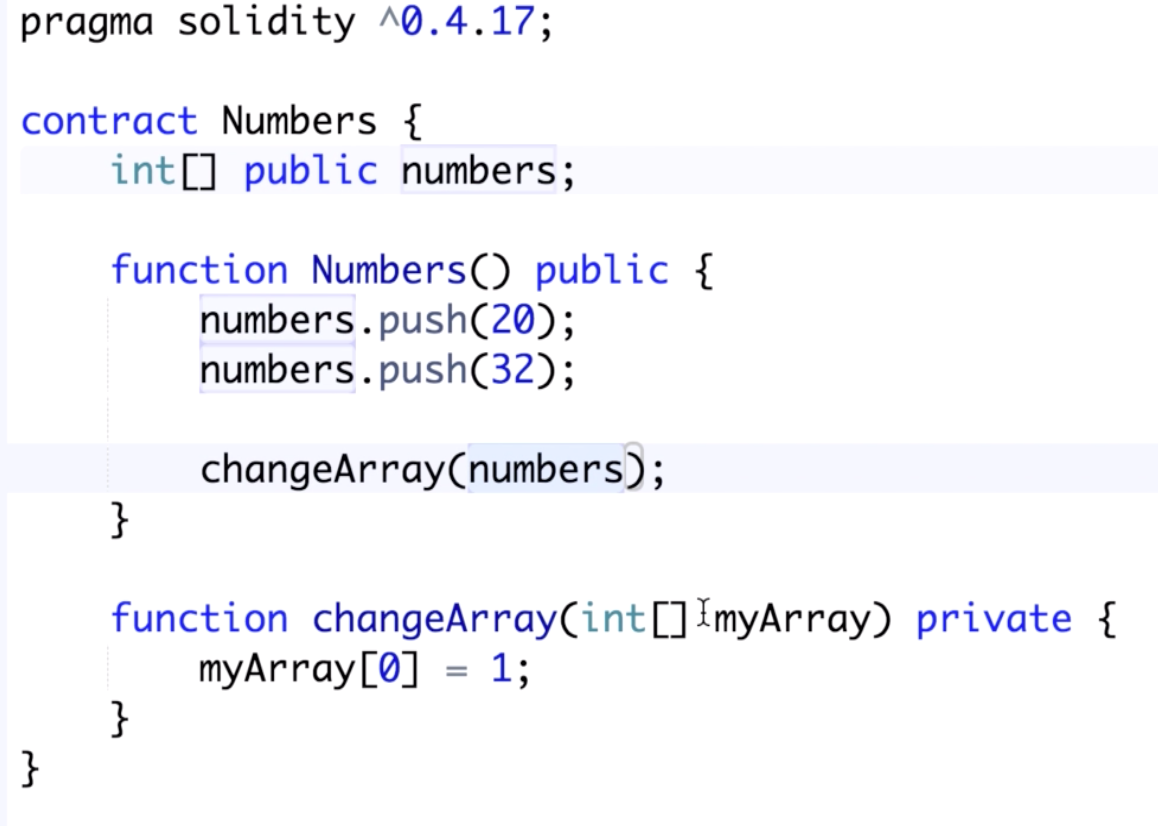 pragma solidity ^0.4.17;
contract Numbers {
    int[] public numbers;
    function Numbers() public {
        numbers.push(20);
        numbers.push(32);
        changeArray(numbers);
    }
    function changeArray(int[] myArray) private {
        myArray[0] = 1;
    }
}